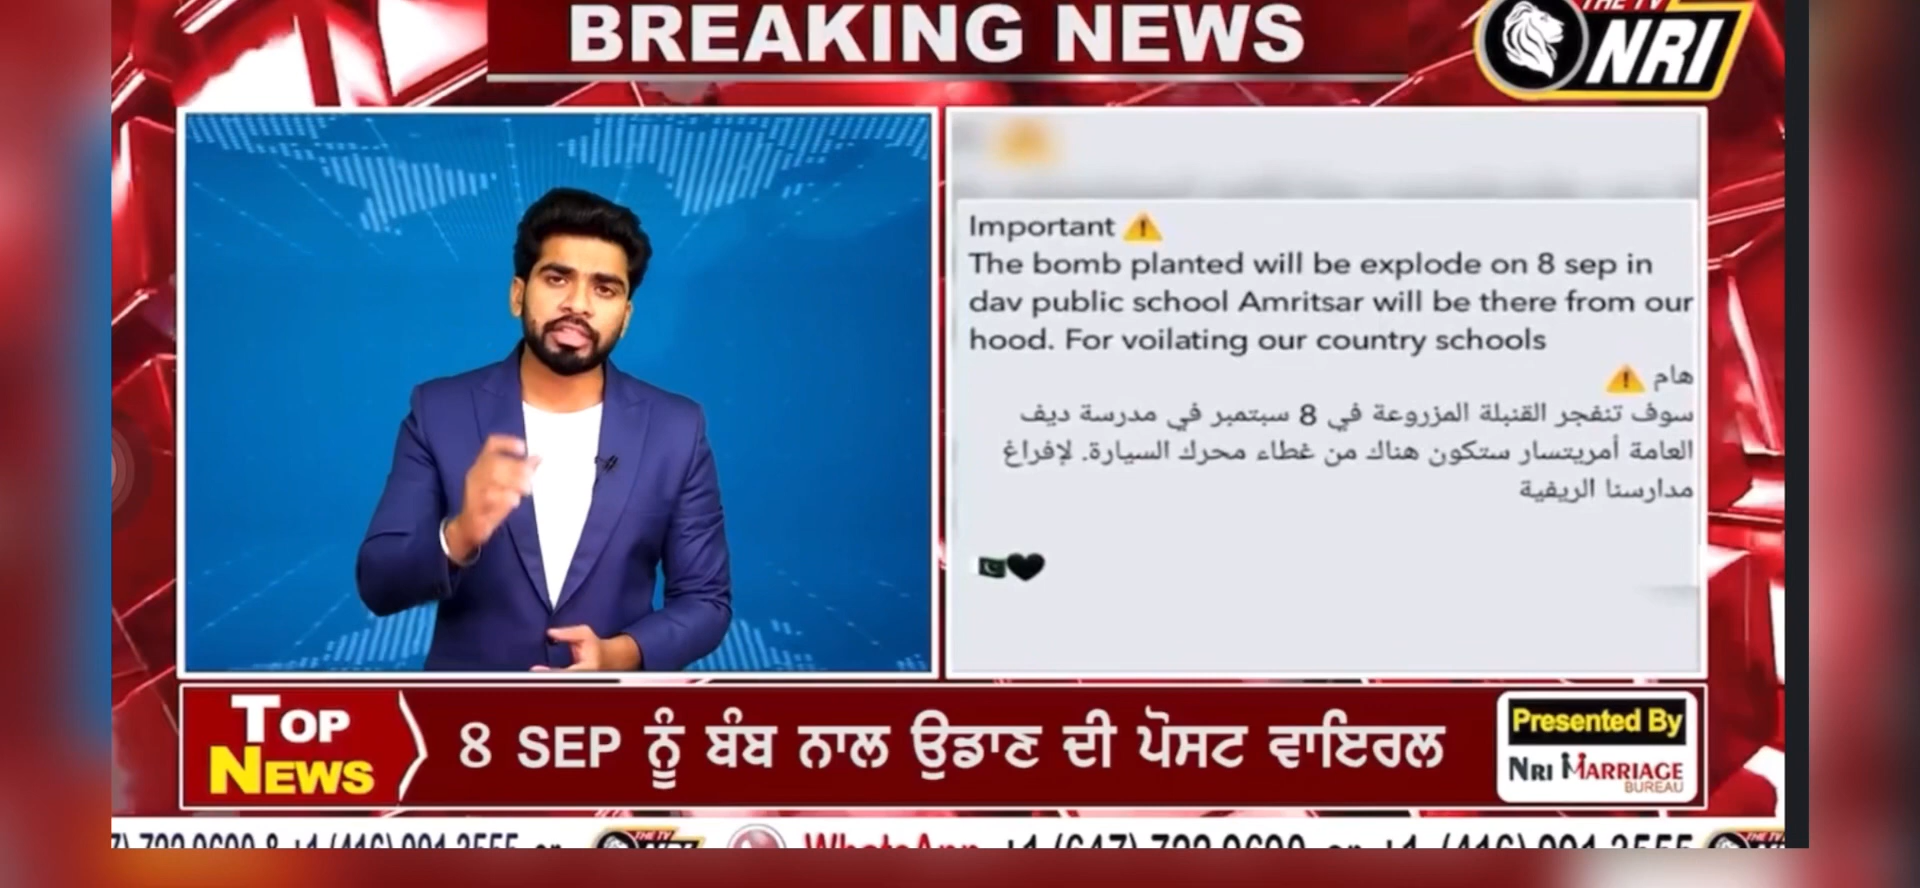 BREAKING NEWS
THE TV
NRI
Important ⚠️
The bomb planted will be explode on 8 sep in
dav public school Amritsar will be there from our
hood. For voilating our country schools
هام ⚠️
سوف تنفجر القنبلة المزروعة في 8 سبتمبر في مدرسة ديف
العامة أمريتسار ستكون هناك من غطاء محرك السيارة. لإفراغ
مدارسنا الريفية
🇵🇰🖤
TOP
NEWS
8 SEP ਨੂੰ ਬੰਬ ਨਾਲ ਉਡਾਣ ਦੀ ਪੋਸਟ ਵਾਇਰਲ
Presented By
NRI MARRIAGE
BUREAU
WhatsApp